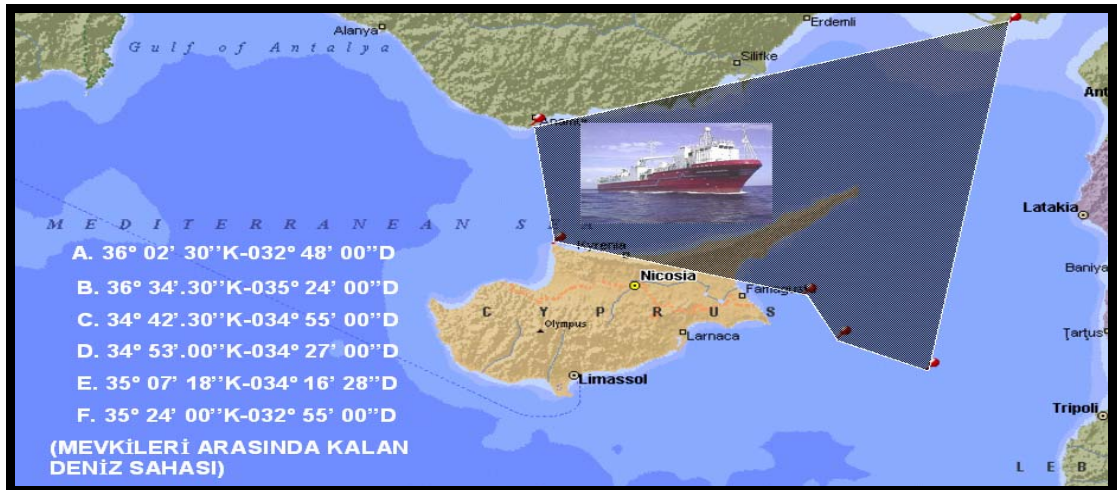 Alanya
Erdemli
Gulf of Antalya
Silifke
Ant
Anamur
Latakia
MEDITERRANEAN SEA
Kyrenia
A. 36° 02’ 30’’K-032° 48’ 00’’D
Baniya
Nicosia
B. 36° 34’.30’’K-035° 24’ 00’’D
Famagus
C. 34° 42’.30’’K-034° 55’ 00’’D
CYPRUS
Olympus
Larnaca
Tartus
D. 34° 53’.00’’K-034° 27’ 00’’D
E. 35° 07’ 18’’K-034° 16’ 28’’D
Limassol
Tripoli
F. 35° 24’ 00’’K-032° 55’ 00’’D
(MEVKİLERİ ARASINDA KALAN
DENİZ SAHASI)
LEB